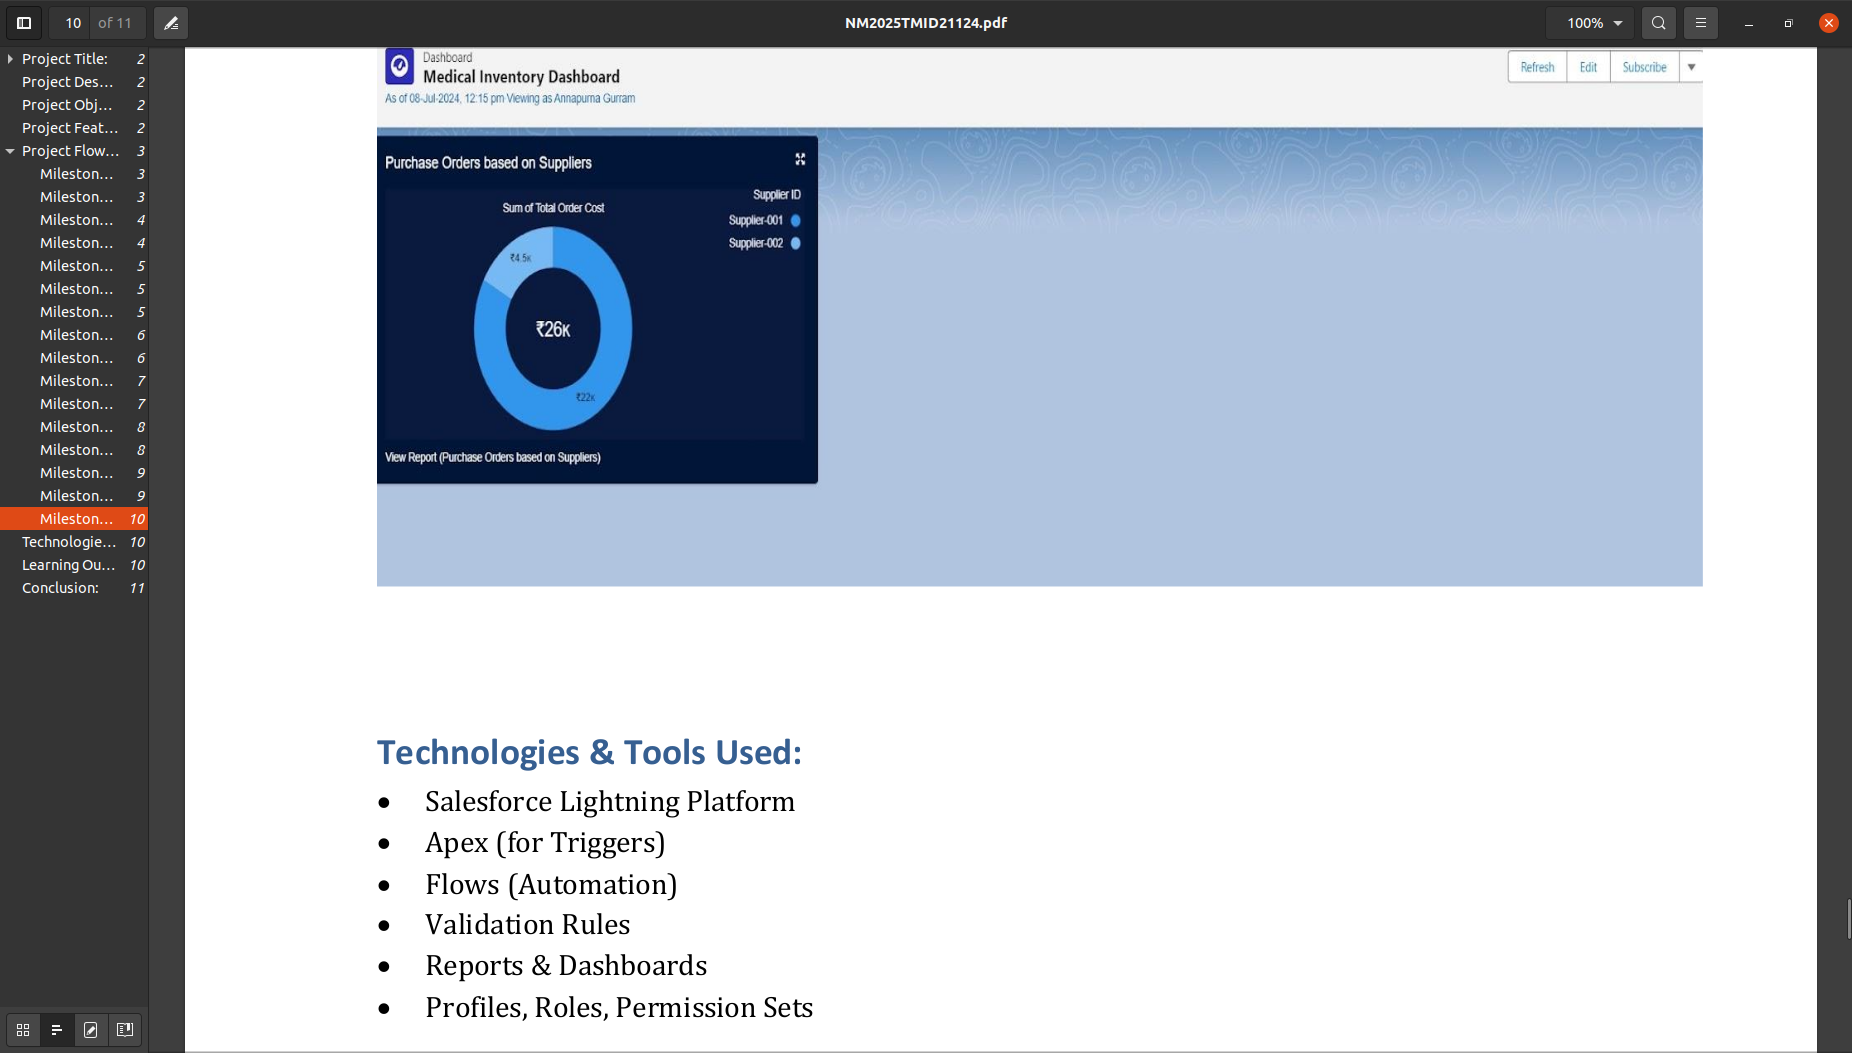 10 of 11
NM2025TMID21124.pdf
100%
Project Title: 2
Project Des... 2
Project Obj... 2
Project Feat... 2
Project Flow... 3
Mileston... 3
Mileston... 3
Mileston... 4
Mileston... 4
Mileston... 5
Mileston... 5
Mileston... 5
Mileston... 6
Mileston... 6
Mileston... 7
Mileston... 7
Mileston... 8
Mileston... 8
Mileston... 9
Mileston... 9
Mileston... 10
Technologie... 10
Learning Ou... 10
Conclusion: 11
Dashboard
Medical Inventory Dashboard
As of 08-Jul-2024, 12:15 pm Viewing as Annapurna Gurram
Refresh Edit Subscribe
Purchase Orders based on Suppliers
Supplier ID
Sum of Total Order Cost
Supplier-001
Supplier-002
₹4.5K
₹26K
₹22K
View Report (Purchase Orders based on Suppliers)
Technologies & Tools Used:
• Salesforce Lightning Platform
• Apex (for Triggers)
• Flows (Automation)
• Validation Rules
• Reports & Dashboards
• Profiles, Roles, Permission Sets